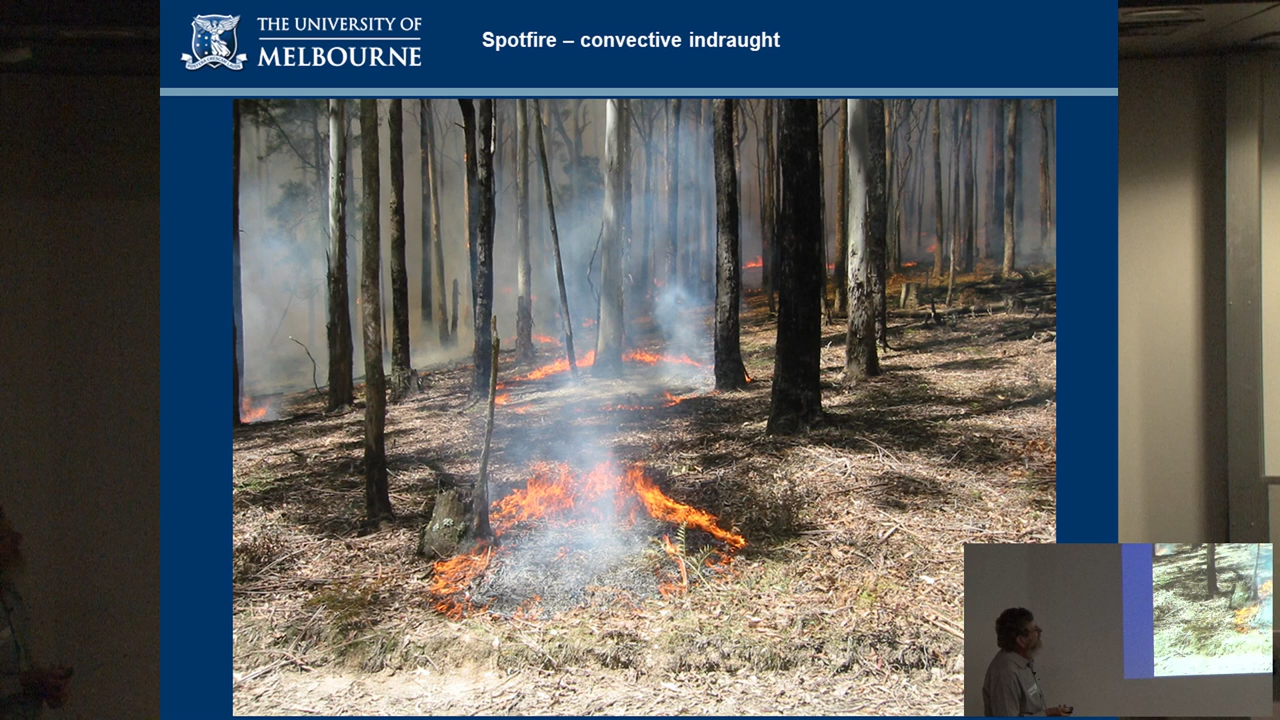 THE UNIVERSITY OF
MELBOURNE
Spotfire – convective indraught